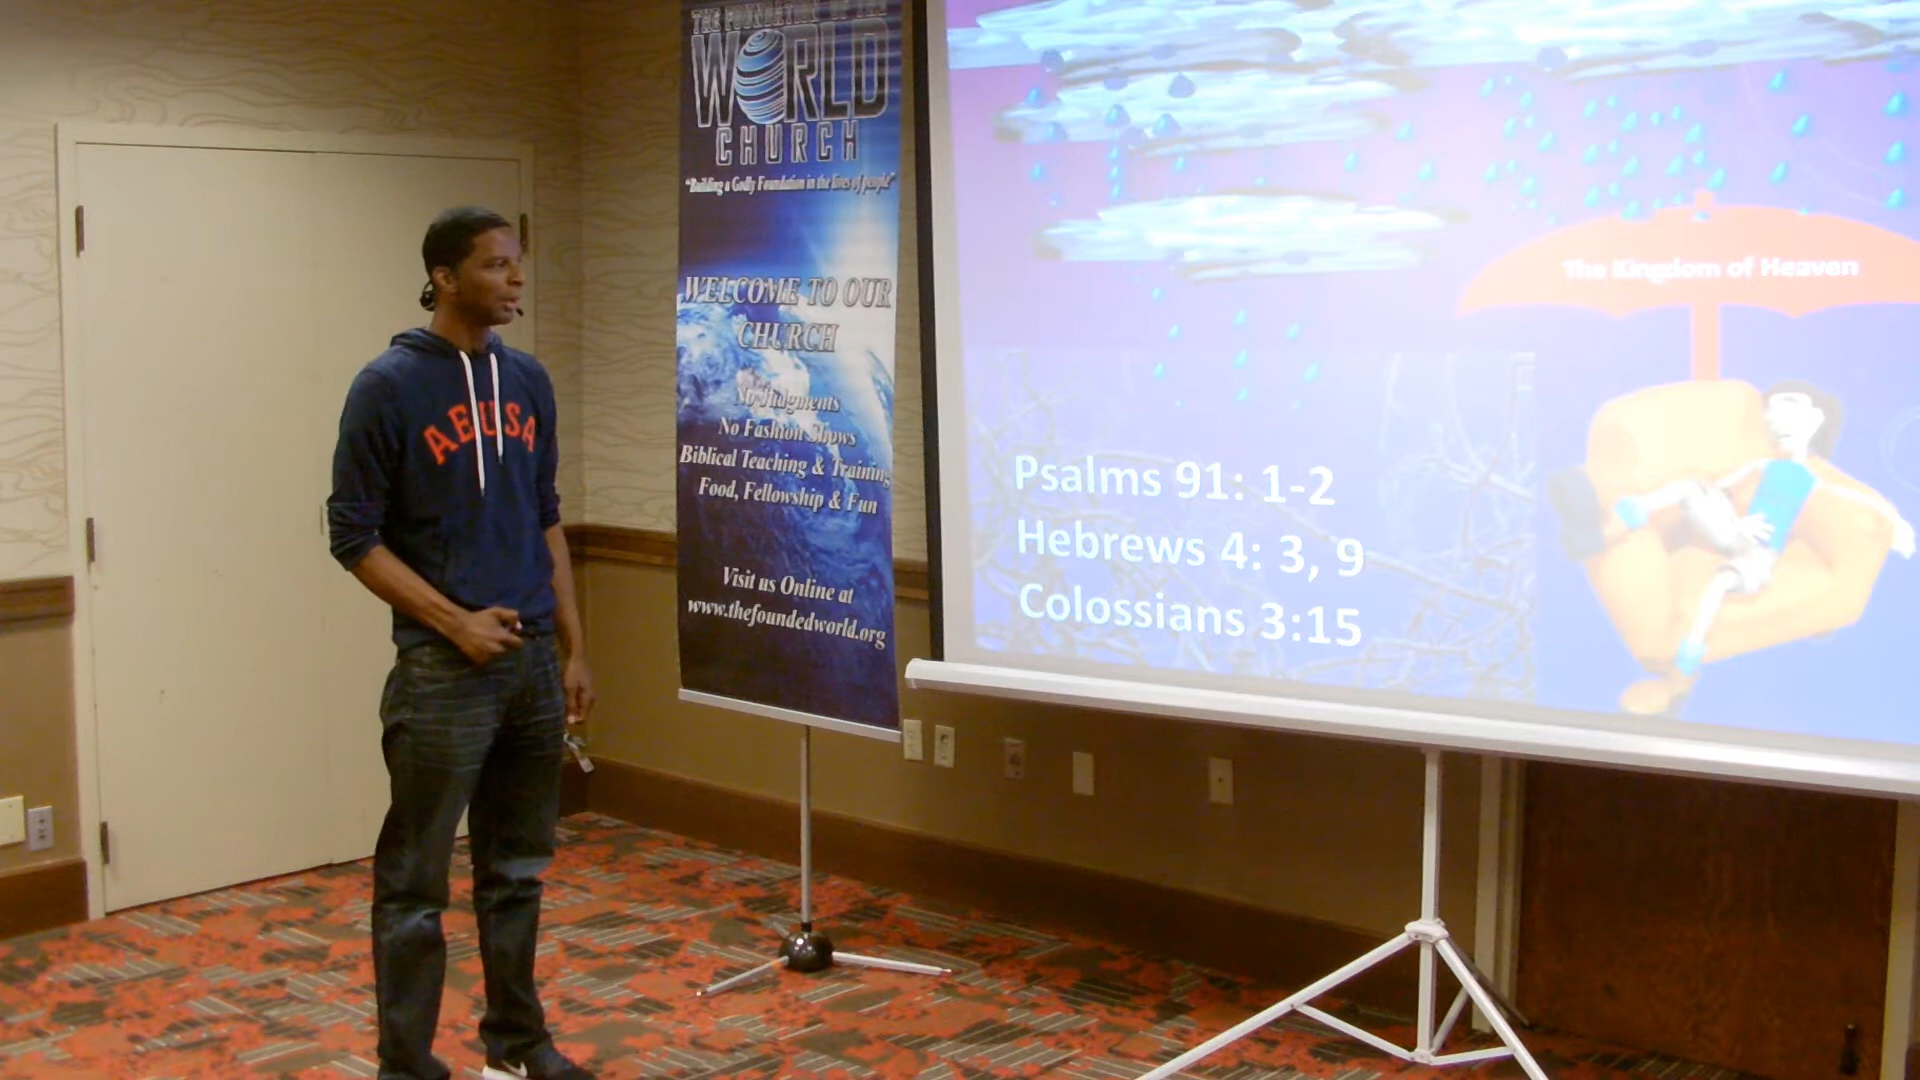 THE FOUNDATION OF THE
WORLD
CHURCH
"Building a Godly Foundation in the lives of people"
WELCOME TO OUR
CHURCH
No Judgments
No Fashion Shows
Biblical Teaching & Training
Food, Fellowship & Fun
Visit us Online at
www.thefoundedworld.org
AEUSA
The Kingdom of Heaven
Psalms 91: 1-2
Hebrews 4: 3, 9
Colossians 3:15